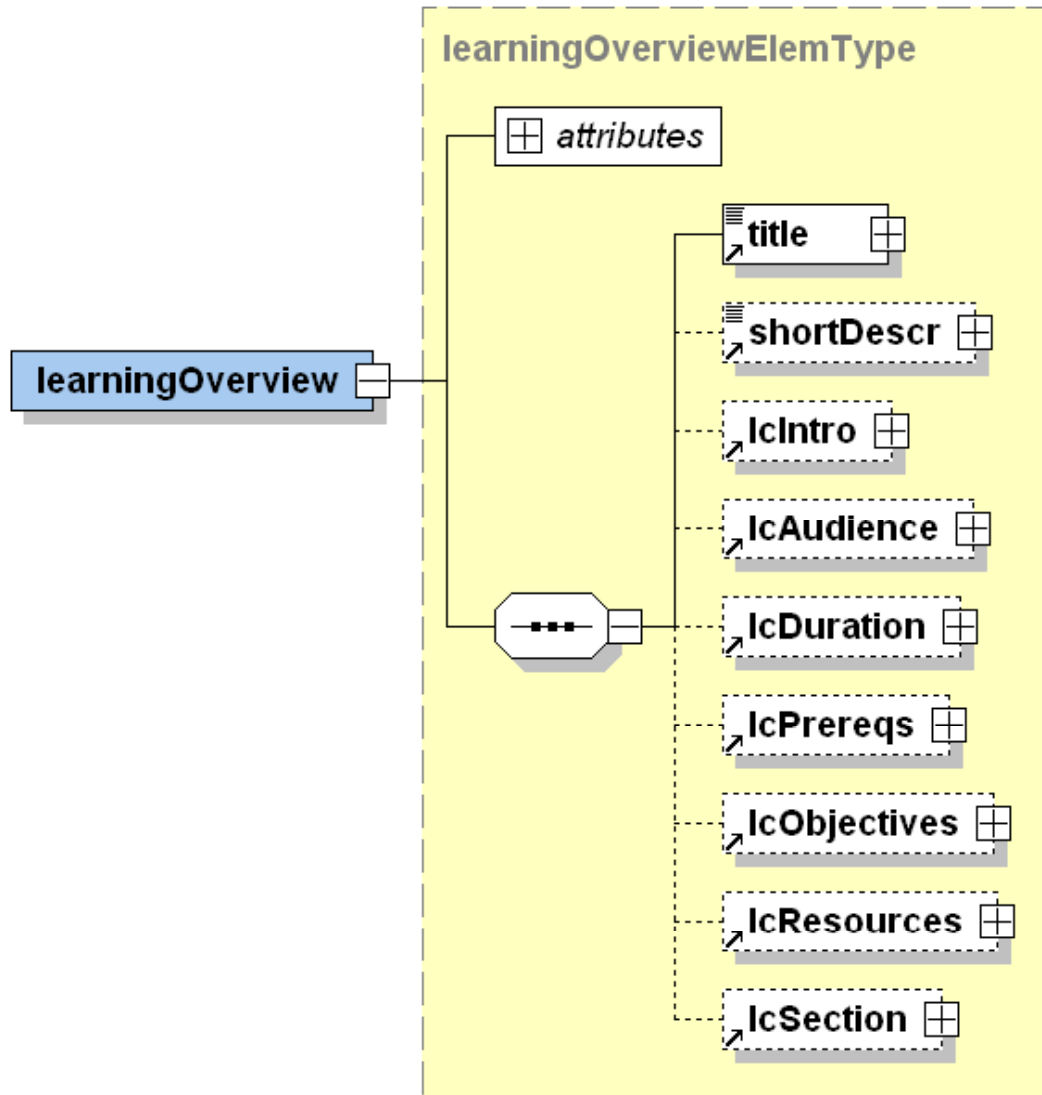 learningOverviewElemType
attributes
title
shortDescr
learningOverview
lcIntro
lcAudience
lcDuration
lcPrereqs
lcObjectives
lcResources
lcSection